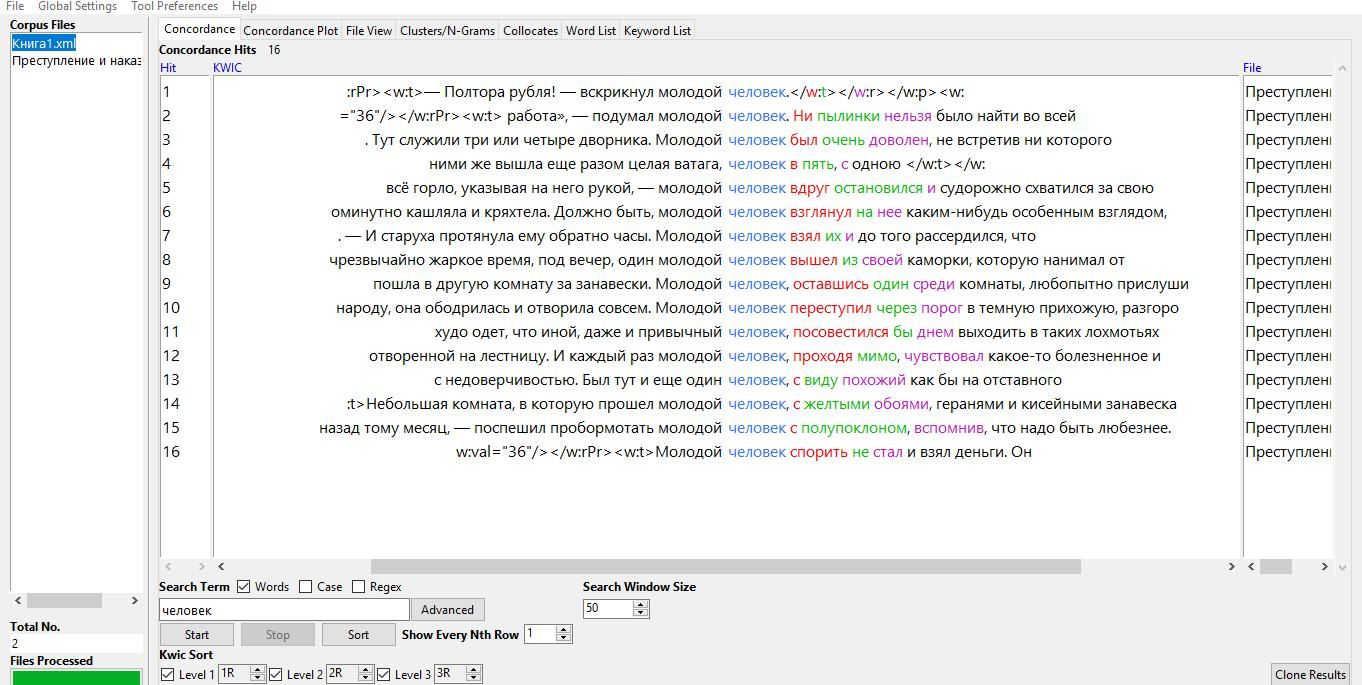 File Global Settings Tool Preferences Help
Corpus Files
Книга1.xml
Преступление и наказ
Total No.
2
Files Processed
Concordance Concordance Plot File View Clusters/N-Grams Collocates Word List Keyword List
Concordance Hits 16
Hit KWIC File
1 :rPr><w:t>— Полтора рубля! — вскрикнул молодой человек.</w:t></w:r></w:p><w: Преступлени
2 ="36"/></w:rPr><w:t> работа», — подумал молодой человек. Ни пылинки нельзя было найти во всей Преступлени
3 . Тут служили три или четыре дворника. Молодой человек был очень доволен, не встретив ни которого Преступлени
4 ними же вышла еще разом целая ватага, человек в пять, с одною </w:t></w: Преступлени
5 всё горло, указывая на него рукой, — молодой человек вдруг остановился и судорожно схватился за свою Преступлени
6 оминутно кашляла и кряхтела. Должно быть, молодой человек взглянул на нее каким-нибудь особенным взглядом, Преступлени
7 . — И старуха протянула ему обратно часы. Молодой человек взял их и до того рассердился, что Преступлени
8 чрезвычайно жаркое время, под вечер, один молодой человек вышел из своей каморки, которую нанимал от Преступлени
9 пошла в другую комнату за занавески. Молодой человек, оставшись один среди комнаты, любопытно прислуши Преступлени
10 народу, она ободрилась и отворила совсем. Молодой человек переступил через порог в темную прихожую, разгоро Преступлени
11 худо одет, что иной, даже и привычный человек, посовестился бы днем выходить в таких лохмотьях Преступлени
12 отворенной на лестницу. И каждый раз молодой человек, проходя мимо, чувствовал какое-то болезненное и Преступлени
13 с недоверчивостью. Был тут и еще один человек, с виду похожий как бы на отставного Преступлени
14 :t>Небольшая комната, в которую прошел молодой человек, с желтыми обоями, геранями и кисейными занавеска Преступлени
15 назад тому месяц, — поспешил пробормотать молодой человек с полупоклоном, вспомнив, что надо быть любезнее. Преступлени
16 w:val="36"/></w:rPr><w:t>Молодой человек спорить не стал и взял деньги. Он Преступлени
Search Term Words Case Regex Search Window Size
человек Advanced 50
Start Stop Sort Show Every Nth Row 1
Kwic Sort
Level 1 1R Level 2 2R Level 3 3R Clone Results